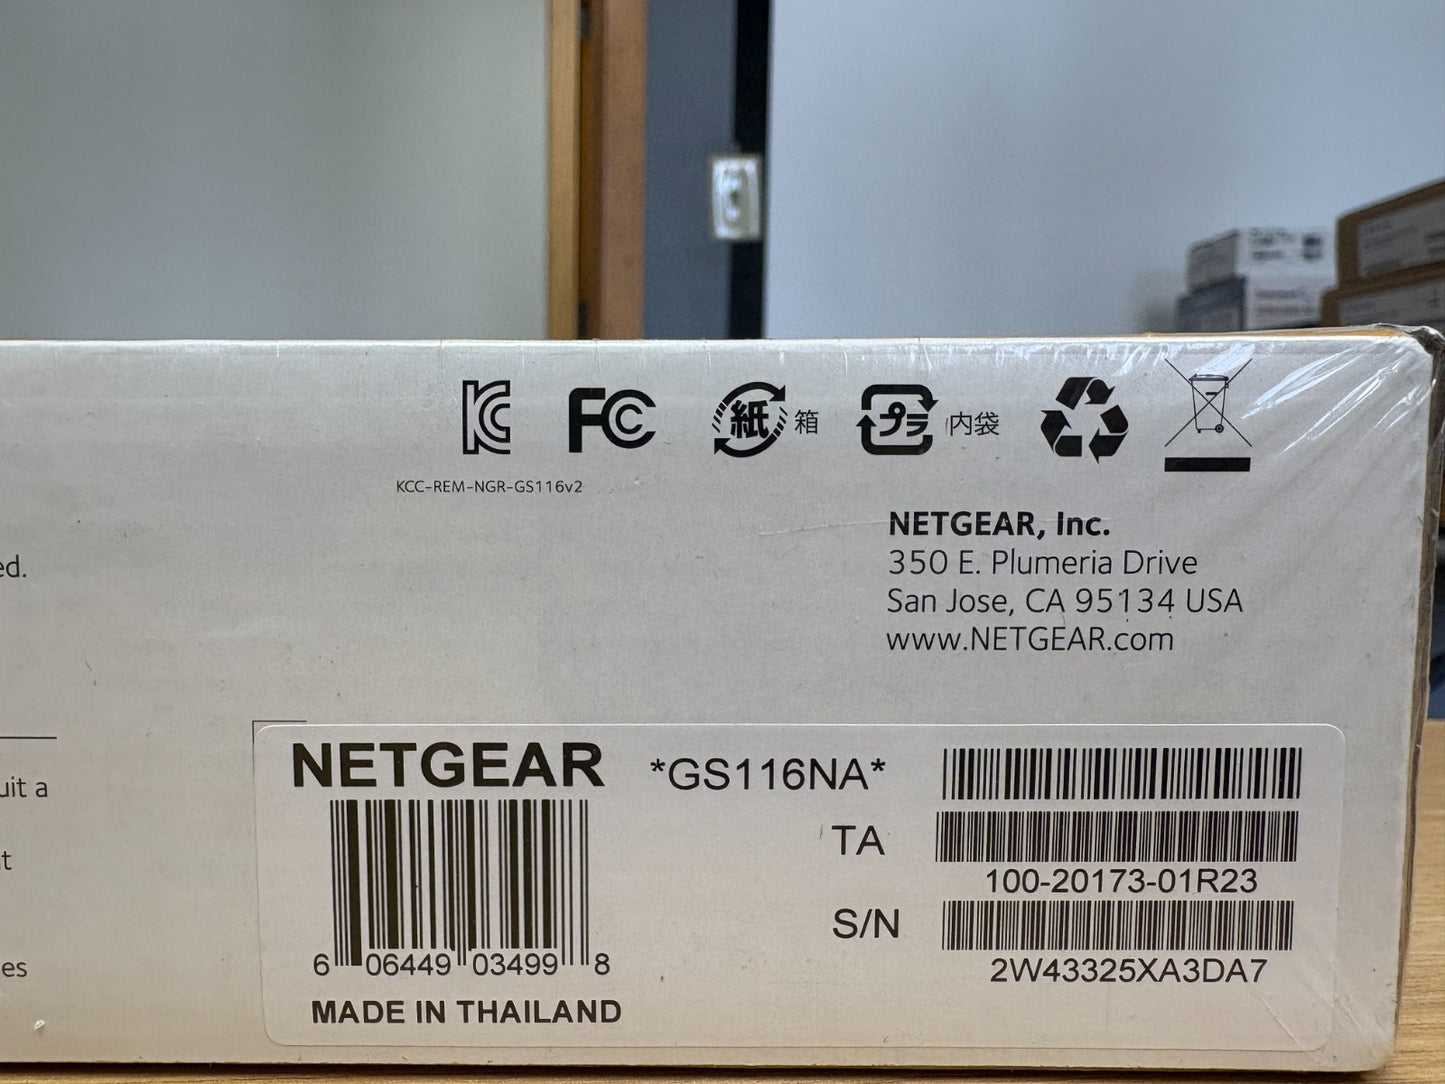 KC FC 紙 箱 プラ 内袋
KCC-REM-NGR-GS116v2
NETGEAR, Inc.
350 E. Plumeria Drive
San Jose, CA 95134 USA
www.NETGEAR.com
ed.
uit a
t
es
NETGEAR
*GS116NA*
TA
100-20173-01R23
S/N
2W43325XA3DA7
6 06449 03499 8
MADE IN THAILAND